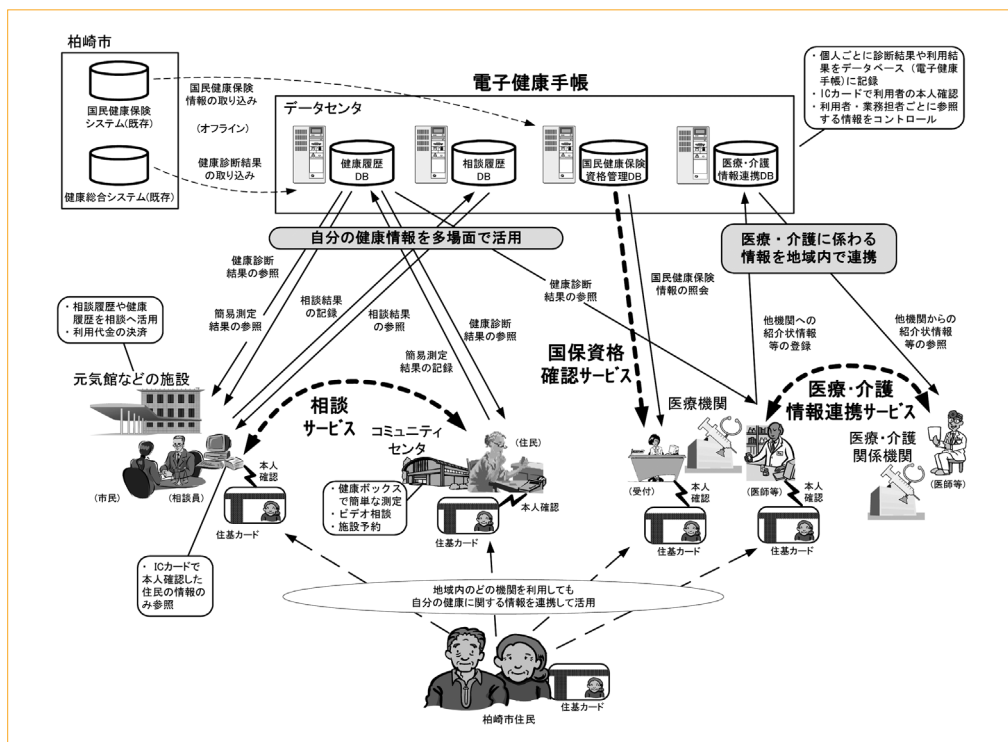 柏崎市
国民健康保険
システム(既存)
健康総合システム(既存)
国民健康保険
情報の取り込み
(オフライン)
健康診断結果
の取り込み
電子健康手帳
データセンタ
健康履歴
DB
相談履歴
DB
国民健康保険
資格管理DB
医療・介護
情報連携DB
・個人ごとに診断結果や利用結
果をデータベース（電子健康
手帳)に記録
・ICカードで利用者の本人確認
・利用者・業務担者ごとに参照
する情報をコントロール
自分の健康情報を多場面で活用
医療・介護に係わる
情報を地域内で連携
健康診断
結果の参照
簡易測定
結果の参照
相談結果
の記録
相談結果
の参照
簡易測定
結果の記録
健康診断
結果の参照
健康診断
結果の参照
国民健康保険
情報の照会
他機関への
紹介状情報
等の登録
他機関からの
紹介状情報
等の参照
・相談履歴や健康
履歴を相談へ活用
・利用代金の決済
元気館などの施設
(市民)
(相談員)
本人
確認
住基カード
相談
サービス
コミュニティ
センタ
(住民)
・健康ボックス
で簡単な測定
・ビデオ相談
・施設予約
本人確認
住基カード
国保資格
確認サービス
医療機関
(受付)
本人
確認
住基カード
(医師等)
本人
確認
住基カード
医療・介護
情報連携サービス
医療・介護
関係機関
(医師等)
・ICカードで
本人確認した
住民の情報の
み参照
地域内のどの機関を利用しても
自分の健康に関する情報を連携して活用
柏崎市住民
住基カード